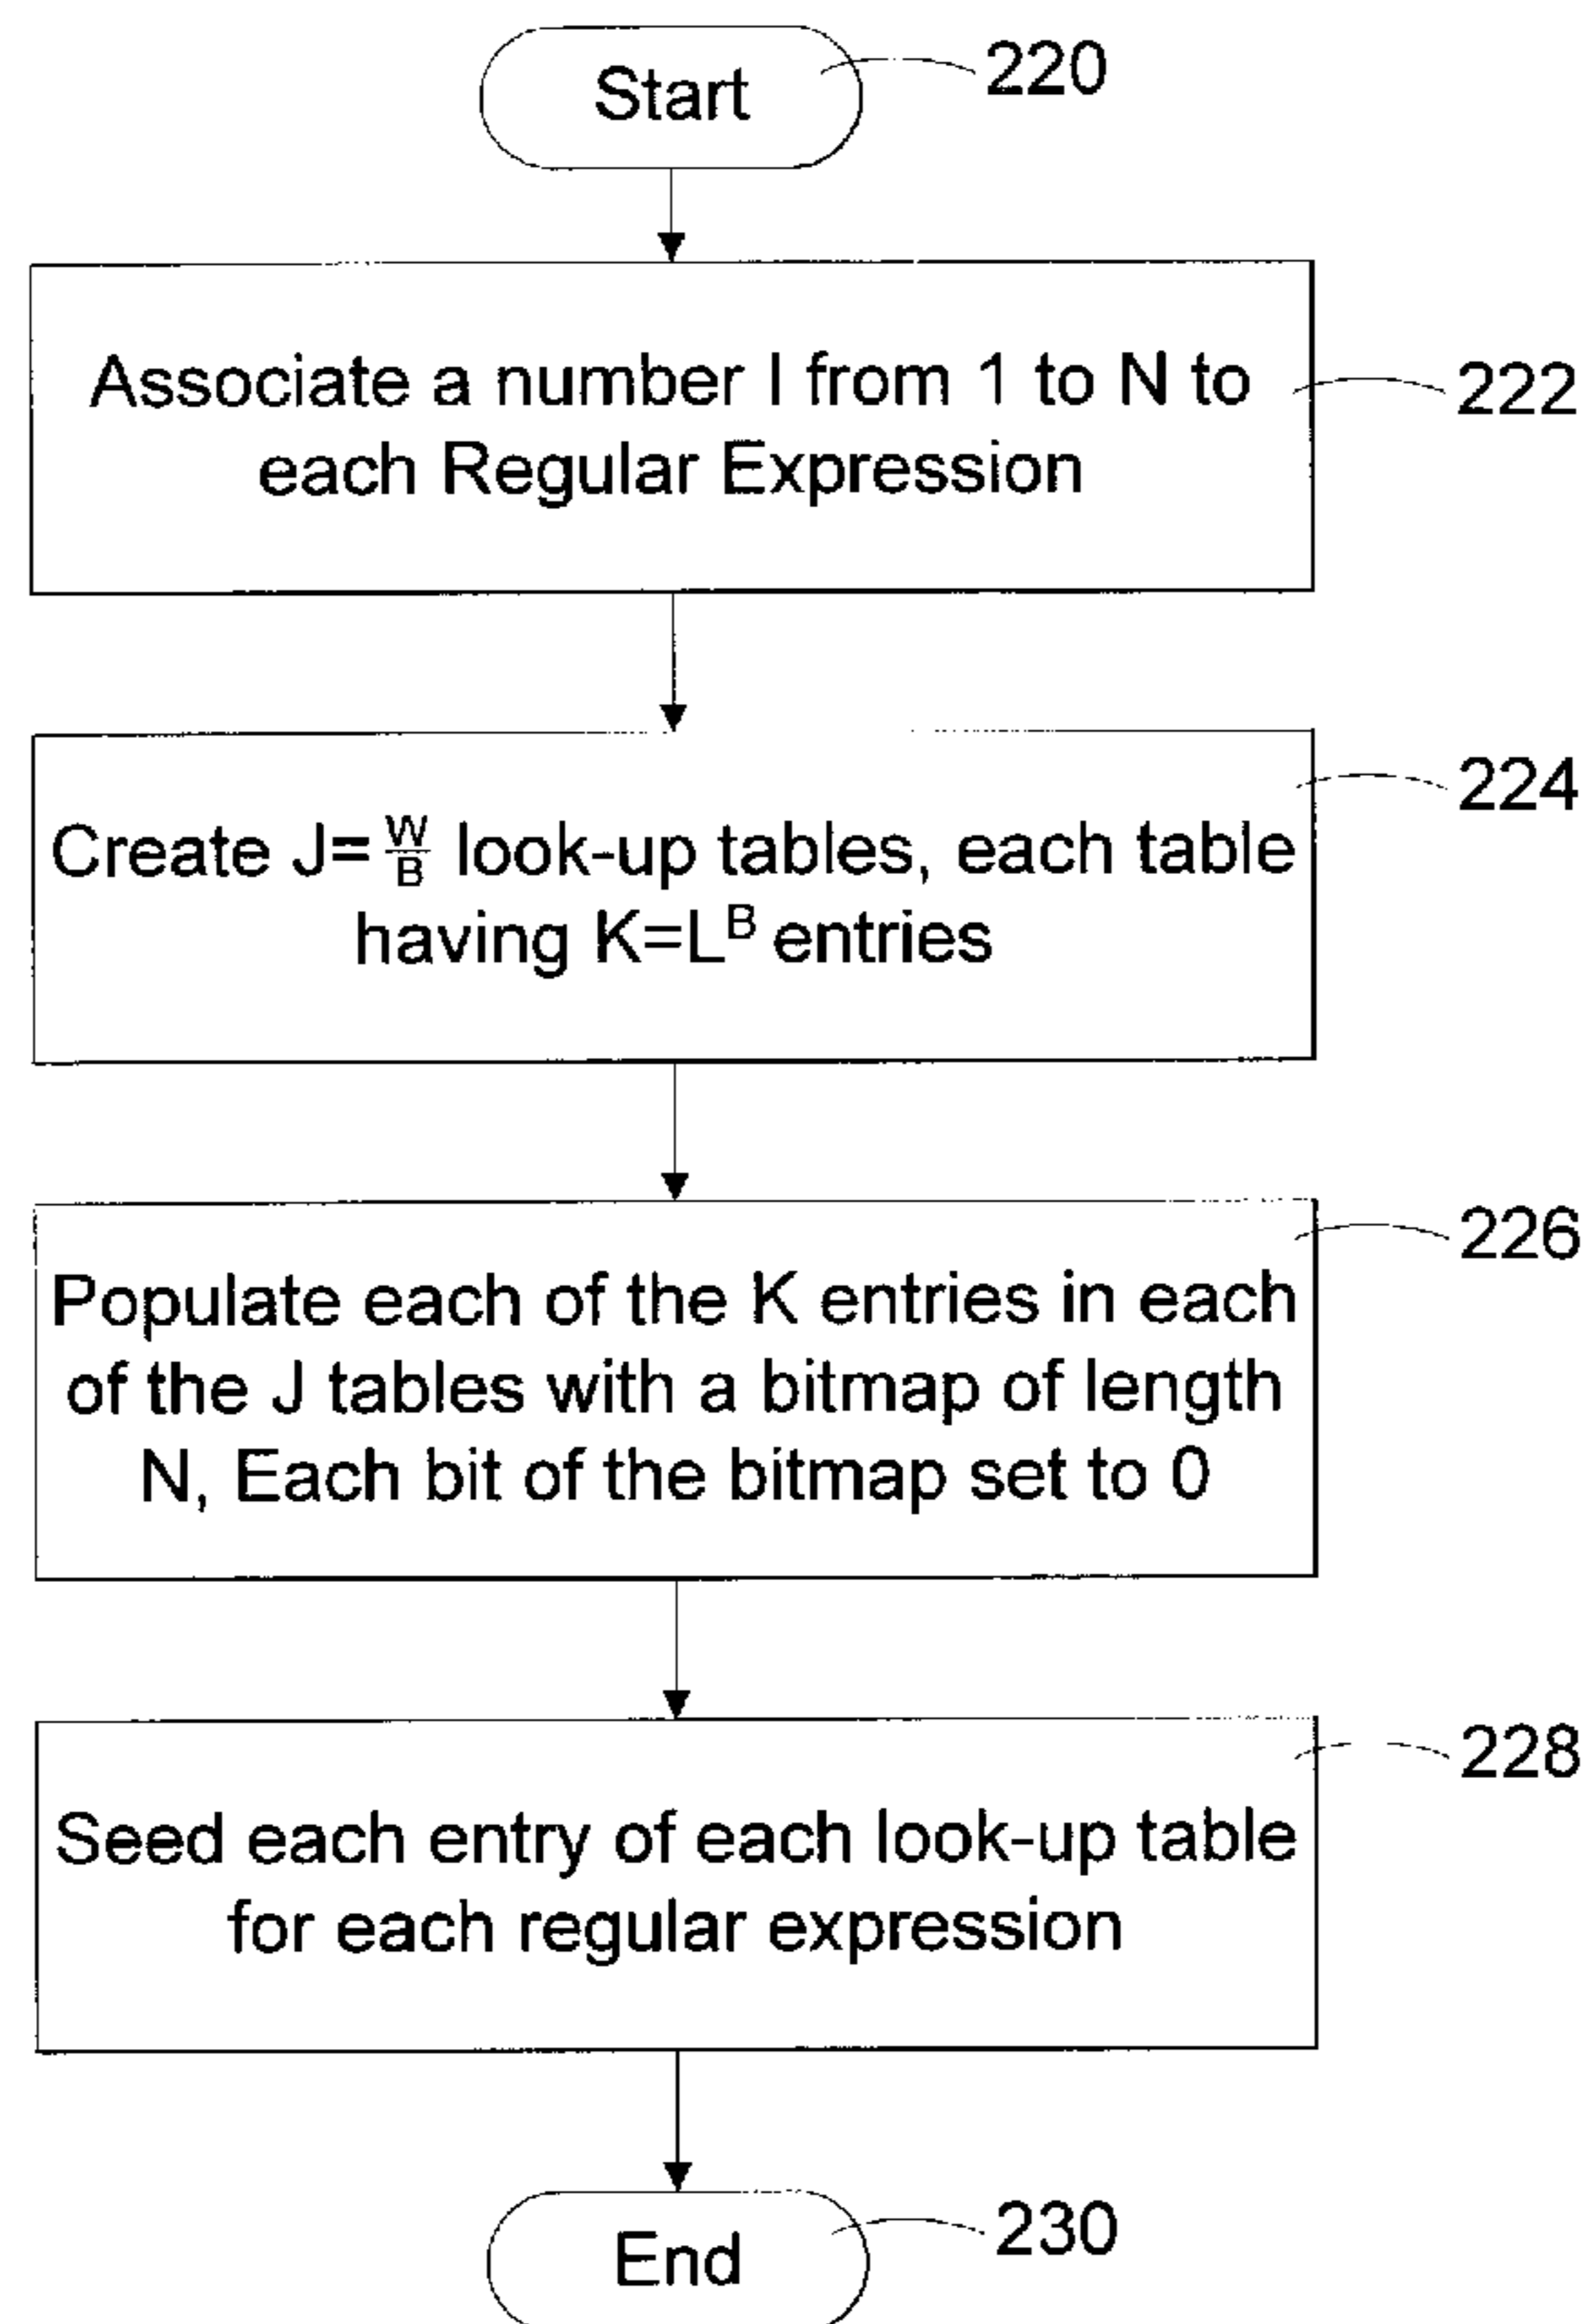 Start
220
Associate a number I from 1 to N to
each Regular Expression
222
224
Create J=W/B look-up tables, each table
having K=L^B entries
226
Populate each of the K entries in each
of the J tables with a bitmap of length
N, Each bit of the bitmap set to 0
228
Seed each entry of each look-up table
for each regular expression
End
230